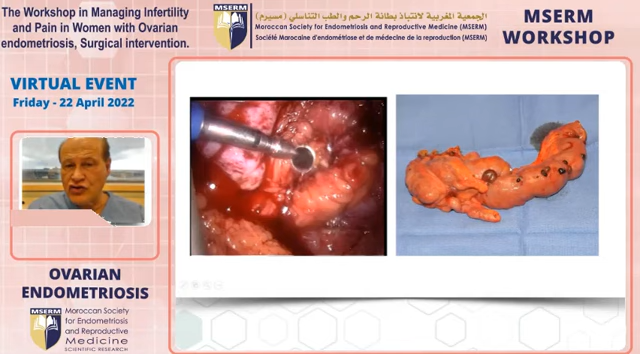 The Workshop in Managing Infertility
and Pain in Women with Ovarian
endometriosis, Surgical intervention.
MSERM
الجمعية المغربية لانتباذ بطانة الرحم والطب التناسلي (مسيرم)
Moroccan Society for Endometriosis and Reproductive Medicine (MSERM)
Société Marocaine d'endométriose et de médecine de la reproduction (MSERM)
MSERM
WORKSHOP
VIRTUAL EVENT
Friday - 22 April 2022
OVARIAN
ENDOMETRIOSIS
MSERM
Moroccan Society
for Endometriosis
and Reproductive
Medicine
SCIENTIFIC RESEARCH